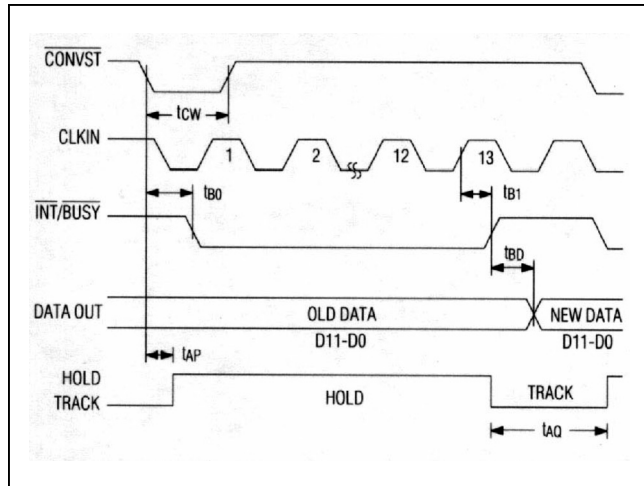 CONVST
tCW
CLKIN
1 2 12 13
tB0 tB1
INT/BUSY
tBD
DATA OUT OLD DATA NEW DATA
D11-D0 D11-D0
tAP
HOLD
TRACK HOLD TRACK
tAQ